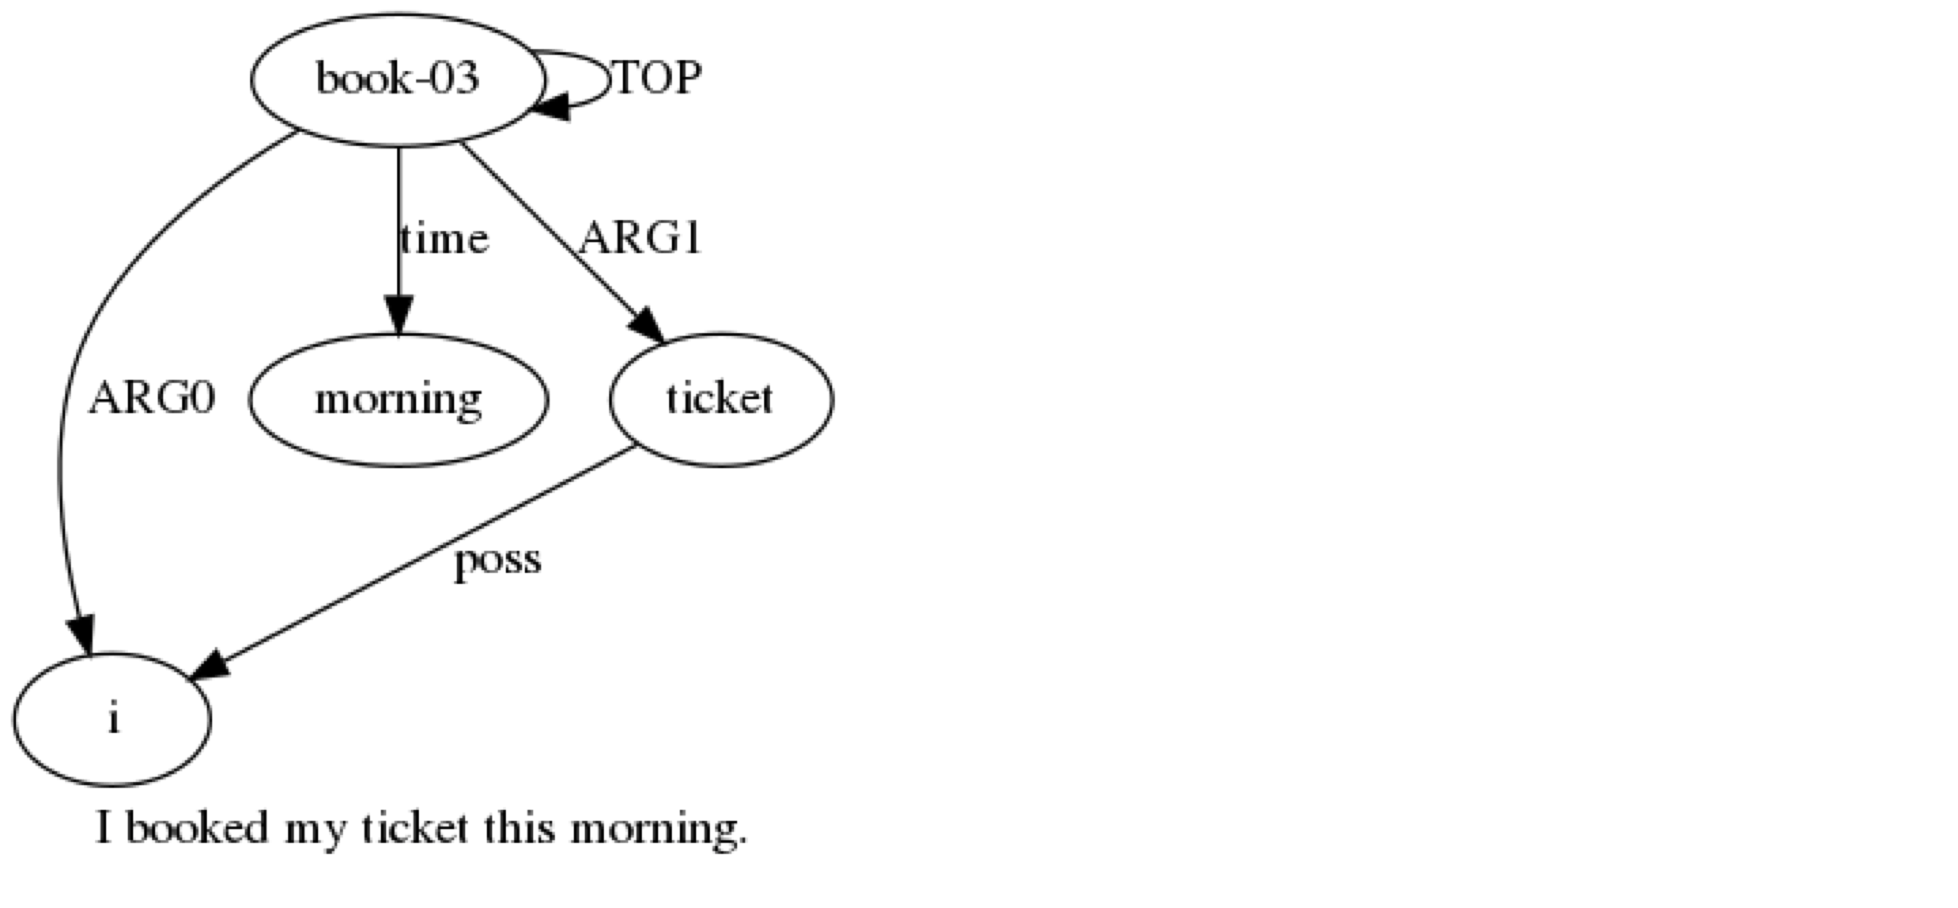 book-03 TOP
time ARG1
ARG0 morning ticket
poss
i
I booked my ticket this morning.